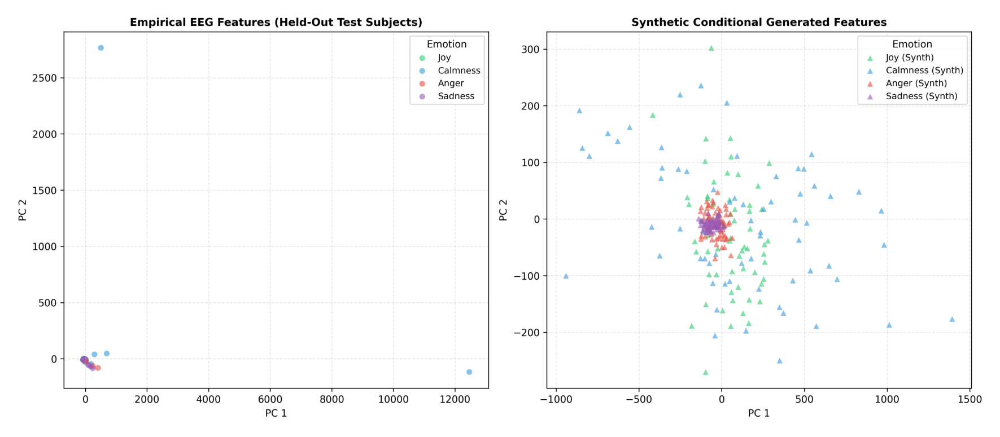 Empirical EEG Features (Held-Out Test Subjects)
Emotion
Joy
Calmness
Anger
Sadness
2500
2000
1500
1000
500
0
PC 2
0
2000
4000
6000
8000
10000
12000
PC 1
Synthetic Conditional Generated Features
Emotion
Joy (Synth)
Calmness (Synth)
Anger (Synth)
Sadness (Synth)
300
200
100
0
−100
−200
PC 2
−1000
−500
0
500
1000
1500
PC 1